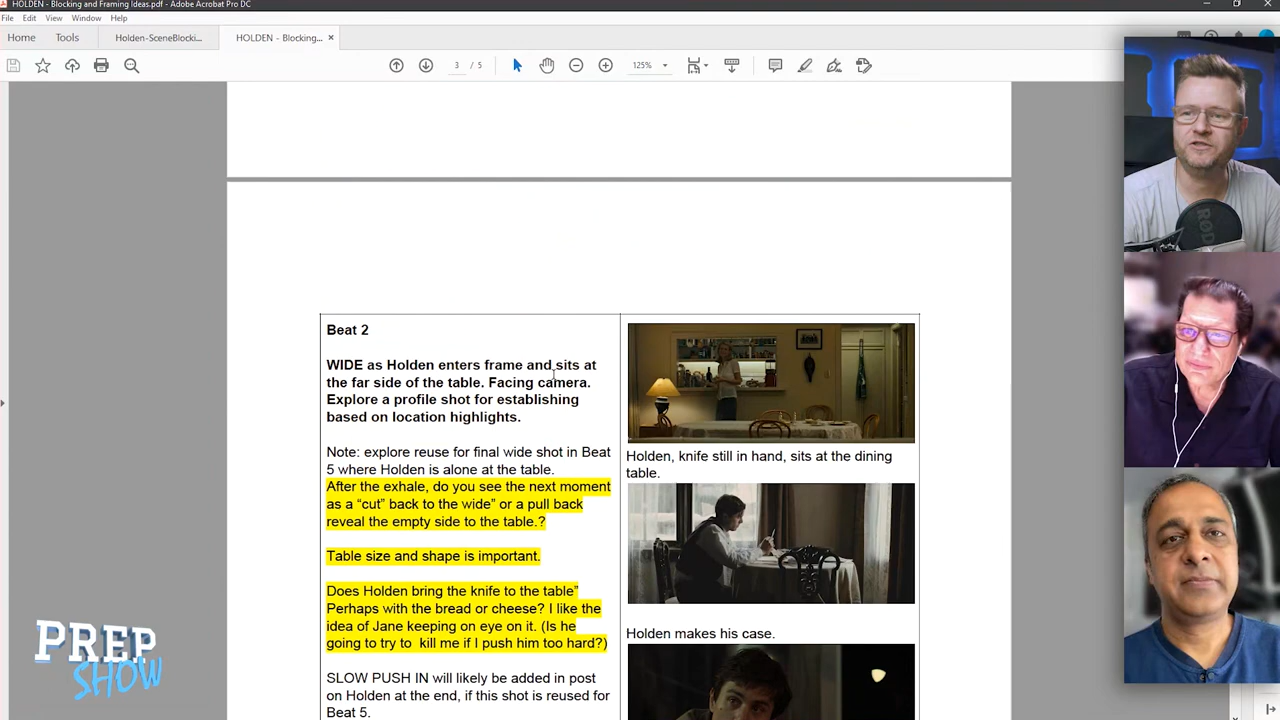 HOLDEN - Blocking and Framing Ideas.pdf - Adobe Acrobat Pro DC
File Edit View Window Help
Home Tools Holden-SceneBlocki... HOLDEN - Blocking... ×
3 / 5 125%
Beat 2
WIDE as Holden enters frame and sits at
the far side of the table. Facing camera.
Explore a profile shot for establishing
based on location highlights.
Note: explore reuse for final wide shot in Beat
5 where Holden is alone at the table.
After the exhale, do you see the next moment
as a “cut” back to the wide” or a pull back
reveal the empty side to the table.?
Table size and shape is important.
Does Holden bring the knife to the table”
Perhaps with the bread or cheese? I like the
idea of Jane keeping on eye on it. (Is he
going to try to kill me if I push him too hard?)
SLOW PUSH IN will likely be added in post
on Holden at the end, if this shot is reused for
Beat 5.
Holden, knife still in hand, sits at the dining
table.
Holden makes his case.
RØDE
PREP
SHOW